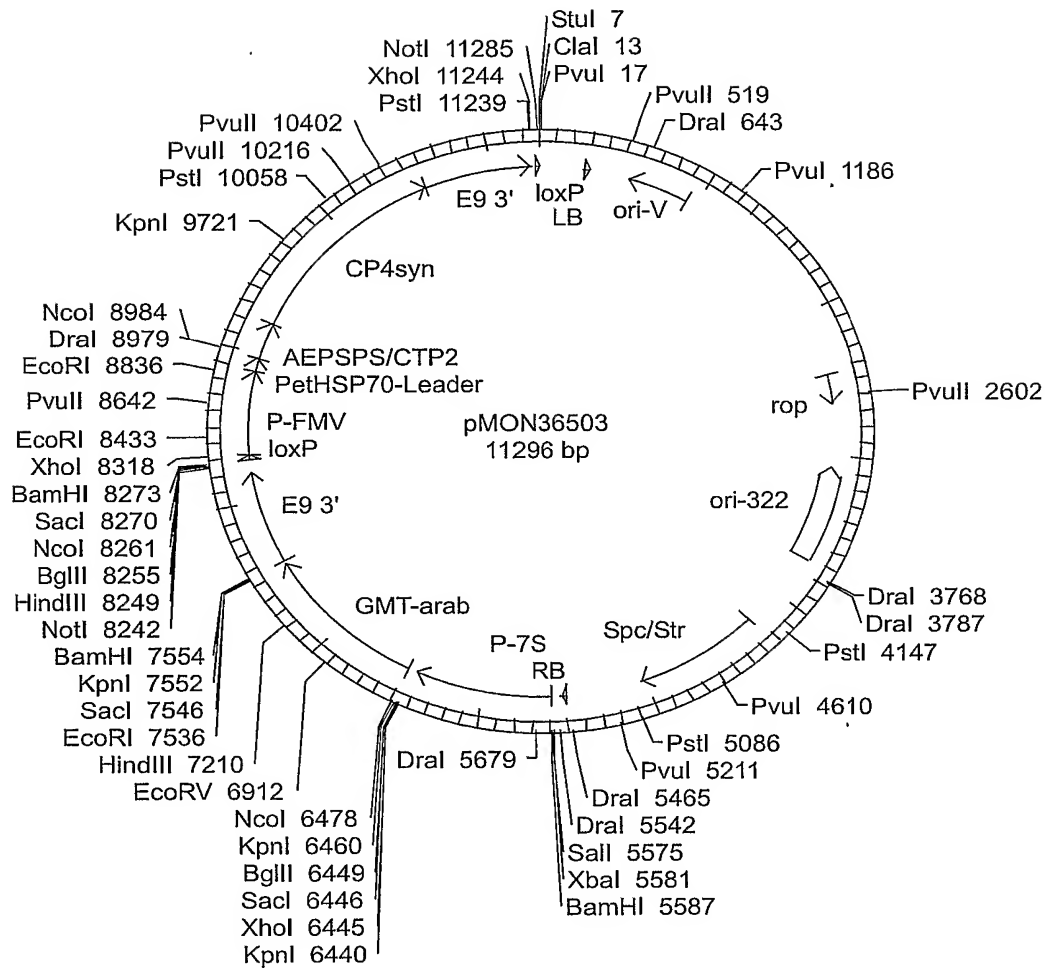 StuI 7
ClaI 13
PvuI 17
NotI 11285
XhoI 11244
PstI 11239
PvuII 519
DraI 643
PvuI 1186
PvuII 10402
PvuII 10216
PstI 10058
KpnI 9721
E9 3'
loxP
LB
ori-V
CP4syn
NcoI 8984
DraI 8979
EcoRI 8836
PvuII 8642
EcoRI 8433
XhoI 8318
BamHI 8273
SacI 8270
NcoI 8261
BglII 8255
HindIII 8249
NotI 8242
AEPSPS/CTP2
PetHSP70-Leader
P-FMV
loxP
E9 3'
pMON36503
11296 bp
rop
PvuII 2602
ori-322
GMT-arab
P-7S
RB
Spc/Str
DraI 3768
DraI 3787
PstI 4147
PvuI 4610
PstI 5086
PvuI 5211
DraI 5465
DraI 5542
SalI 5575
XbaI 5581
BamHI 5587
DraI 5679
BamHI 7554
KpnI 7552
SacI 7546
EcoRI 7536
HindIII 7210
EcoRV 6912
NcoI 6478
KpnI 6460
BglII 6449
SacI 6446
XhoI 6445
KpnI 6440